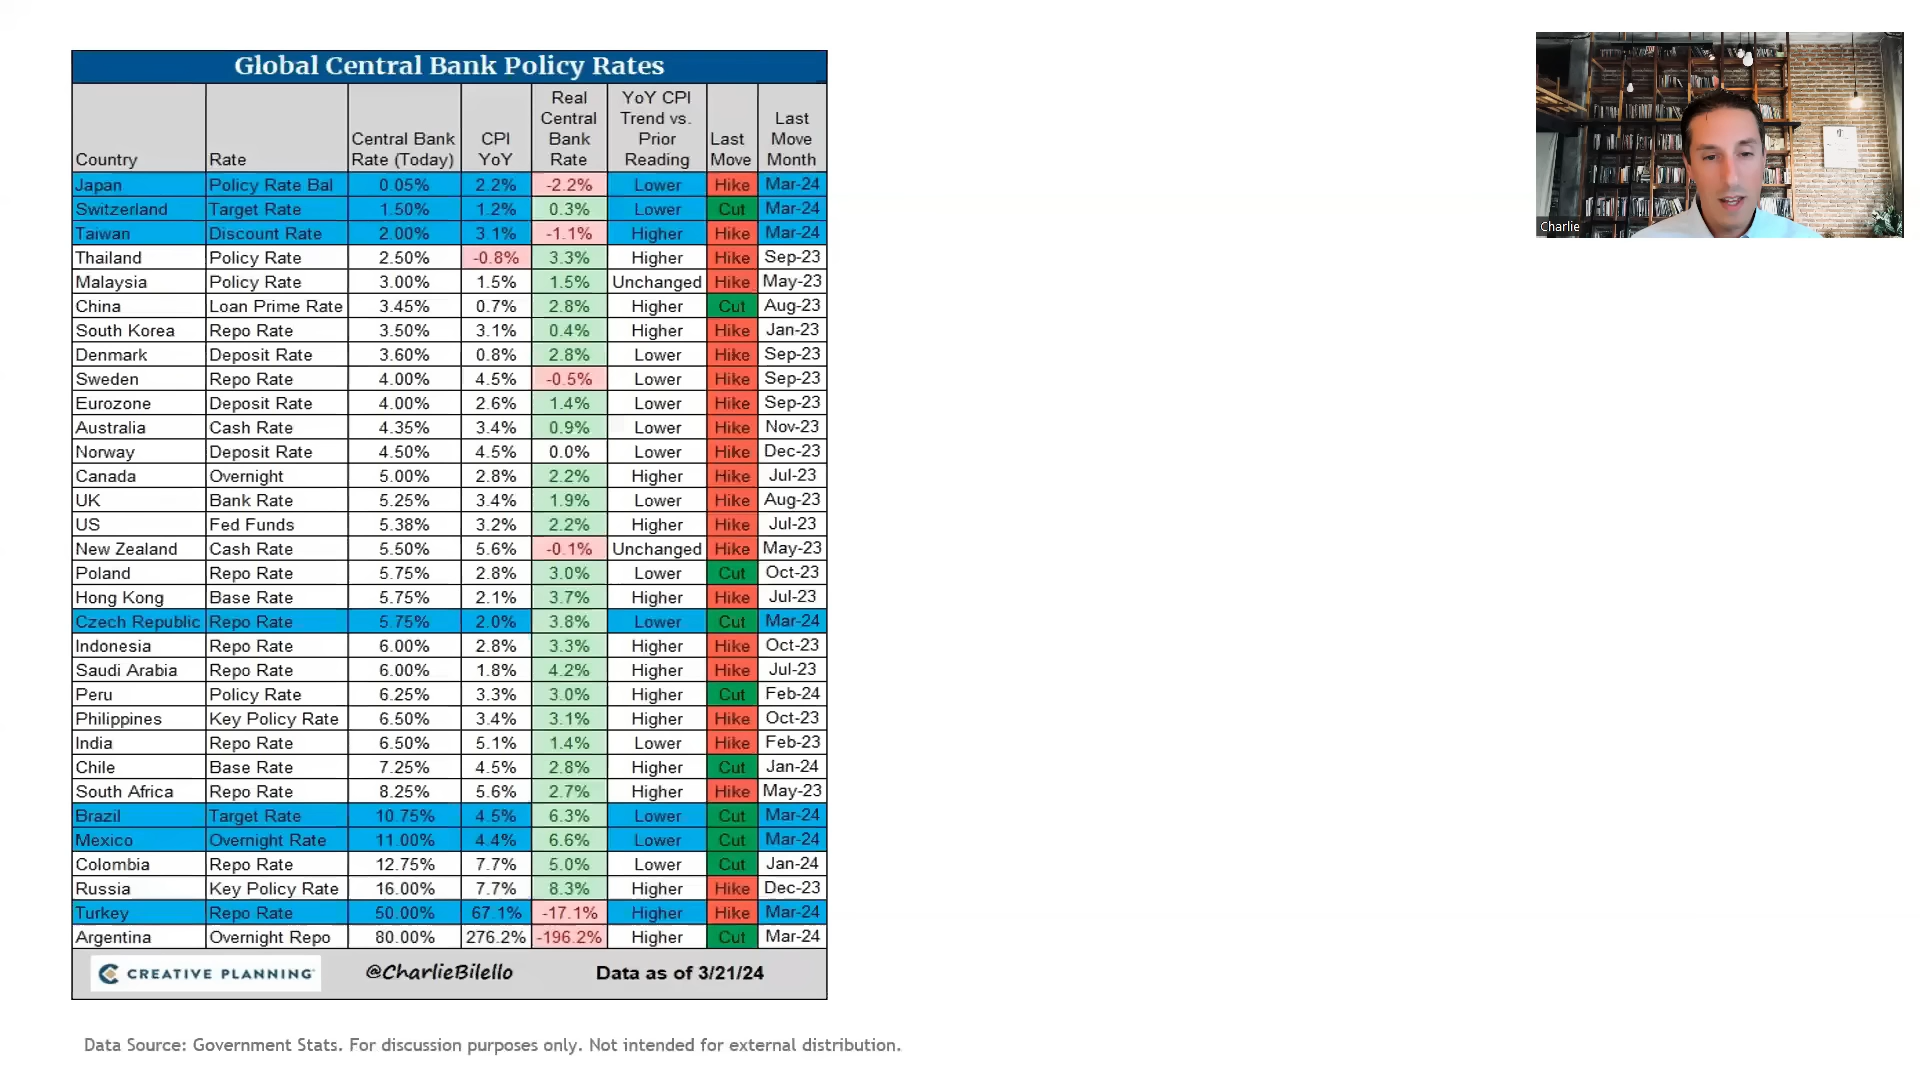 Global Central Bank Policy Rates
Country Rate Central Bank Rate (Today) CPI YoY Real Central Bank Rate YoY CPI Trend vs. Prior Reading Last Move Last Move Month
Japan Policy Rate Bal 0.05% 2.2% -2.2% Lower Hike Mar-24
Switzerland Target Rate 1.50% 1.2% 0.3% Lower Cut Mar-24
Taiwan Discount Rate 2.00% 3.1% -1.1% Higher Hike Mar-24
Thailand Policy Rate 2.50% -0.8% 3.3% Higher Hike Sep-23
Malaysia Policy Rate 3.00% 1.5% 1.5% Unchanged Hike May-23
China Loan Prime Rate 3.45% 0.7% 2.8% Higher Cut Aug-23
South Korea Repo Rate 3.50% 3.1% 0.4% Higher Hike Jan-23
Denmark Deposit Rate 3.60% 0.8% 2.8% Lower Hike Sep-23
Sweden Repo Rate 4.00% 4.5% -0.5% Lower Hike Sep-23
Eurozone Deposit Rate 4.00% 2.6% 1.4% Lower Hike Sep-23
Australia Cash Rate 4.35% 3.4% 0.9% Lower Hike Nov-23
Norway Deposit Rate 4.50% 4.5% 0.0% Lower Hike Dec-23
Canada Overnight 5.00% 2.8% 2.2% Higher Hike Jul-23
UK Bank Rate 5.25% 3.4% 1.9% Lower Hike Aug-23
US Fed Funds 5.38% 3.2% 2.2% Higher Hike Jul-23
New Zealand Cash Rate 5.50% 5.6% -0.1% Unchanged Hike May-23
Poland Repo Rate 5.75% 2.8% 3.0% Lower Cut Oct-23
Hong Kong Base Rate 5.75% 2.1% 3.7% Higher Hike Jul-23
Czech Republic Repo Rate 5.75% 2.0% 3.8% Lower Cut Mar-24
Indonesia Repo Rate 6.00% 2.8% 3.3% Higher Hike Oct-23
Saudi Arabia Repo Rate 6.00% 1.8% 4.2% Higher Hike Jul-23
Peru Policy Rate 6.25% 3.3% 3.0% Higher Cut Feb-24
Philippines Key Policy Rate 6.50% 3.4% 3.1% Higher Hike Oct-23
India Repo Rate 6.50% 5.1% 1.4% Lower Hike Feb-23
Chile Base Rate 7.25% 4.5% 2.8% Higher Cut Jan-24
South Africa Repo Rate 8.25% 5.6% 2.7% Higher Hike May-23
Brazil Target Rate 10.75% 4.5% 6.3% Lower Cut Mar-24
Mexico Overnight Rate 11.00% 4.4% 6.6% Lower Cut Mar-24
Colombia Repo Rate 12.75% 7.7% 5.0% Lower Cut Jan-24
Russia Key Policy Rate 16.00% 7.7% 8.3% Higher Hike Dec-23
Turkey Repo Rate 50.00% 67.1% -17.1% Higher Hike Mar-24
Argentina Overnight Repo 80.00% 276.2% -196.2% Higher Cut Mar-24
CREATIVE PLANNING @CharlieBilello Data as of 3/21/24
Data Source: Government Stats. For discussion purposes only. Not intended for external distribution.
Charlie